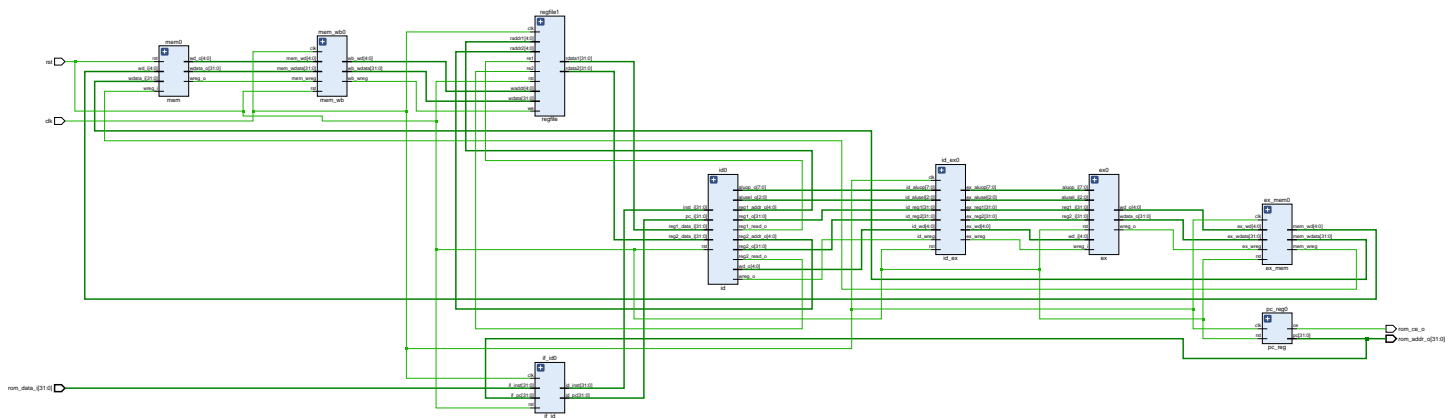 rst
clk
rom_data_i[31:0]
mem0
rst
wd_i[4:0]
wdata_i[31:0]
wreg_i
wd_o[4:0]
wdata_o[31:0]
wreg_o
mem
mem_wb0
clk
mem_wd[4:0]
mem_wdata[31:0]
mem_wreg
rst
wb_wd[4:0]
wb_wdata[31:0]
wb_wreg
mem_wb
regfile1
clk
raddr1[4:0]
raddr2[4:0]
re1
re2
rst
waddr[4:0]
wdata[31:0]
we
rdata1[31:0]
rdata2[31:0]
regfile
id0
inst_i[31:0]
pc_i[31:0]
reg1_data_i[31:0]
reg2_data_i[31:0]
rst
aluop_o[7:0]
alusel_o[2:0]
reg1_addr_o[4:0]
reg1_o[31:0]
reg1_read_o
reg2_addr_o[4:0]
reg2_o[31:0]
reg2_read_o
wd_o[4:0]
wreg_o
id
id_ex0
clk
id_aluop[7:0]
id_alusel[2:0]
id_reg1[31:0]
id_reg2[31:0]
id_wd[4:0]
id_wreg
rst
ex_aluop[7:0]
ex_alusel[2:0]
ex_reg1[31:0]
ex_reg2[31:0]
ex_wd[4:0]
ex_wreg
id_ex
ex0
aluop_i[7:0]
alusel_i[2:0]
reg1_i[31:0]
reg2_i[31:0]
rst
wd_i[4:0]
wreg_i
wd_o[4:0]
wdata_o[31:0]
wreg_o
ex
ex_mem0
clk
ex_wd[4:0]
ex_wdata[31:0]
ex_wreg
rst
mem_wd[4:0]
mem_wdata[31:0]
mem_wreg
ex_mem
pc_reg0
clk
rst
ce
pc[31:0]
pc_reg
rom_ce_o
rom_addr_o[31:0]
if_id0
clk
if_inst[31:0]
if_pc[31:0]
rst
id_inst[31:0]
id_pc[31:0]
if_id